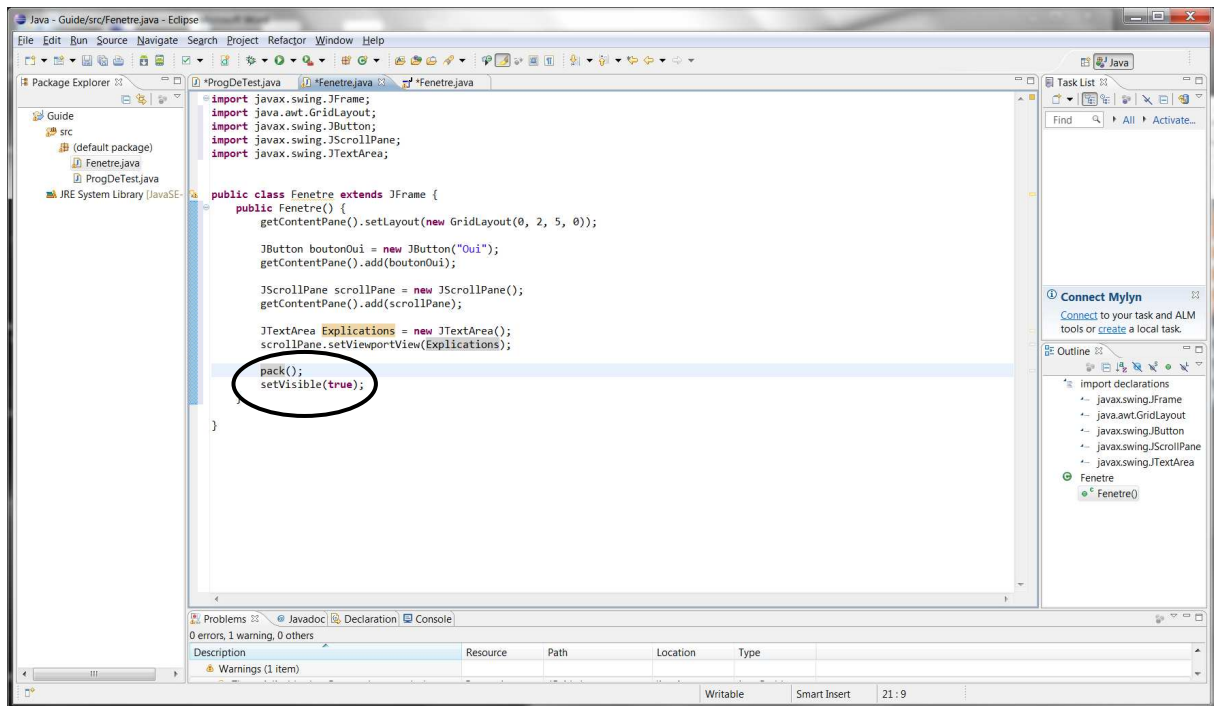 Java - Guide/src/Fenetre.java - Eclipse
File Edit Run Source Navigate Search Project Refactor Window Help
Java
Package Explorer
Guide
src
(default package)
Fenetre.java
ProgDeTest.java
JRE System Library [JavaSE-
*ProgDeTest.java *Fenetre.java *Fenetre.java
import javax.swing.JFrame;
import java.awt.GridLayout;
import javax.swing.JButton;
import javax.swing.JScrollPane;
import javax.swing.JTextArea;
public class Fenetre extends JFrame {
public Fenetre() {
getContentPane().setLayout(new GridLayout(0, 2, 5, 0));
JButton boutonOui = new JButton("Oui");
getContentPane().add(boutonOui);
JScrollPane scrollPane = new JScrollPane();
getContentPane().add(scrollPane);
JTextArea Explications = new JTextArea();
scrollPane.setViewportView(Explications);
pack();
setVisible(true);
}
}
Task List
Find All Activate...
Connect Mylyn
Connect to your task and ALM
tools or create a local task.
Outline
import declarations
javax.swing.JFrame
java.awt.GridLayout
javax.swing.JButton
javax.swing.JScrollPane
javax.swing.JTextArea
Fenetre
Fenetre()
Problems Javadoc Declaration Console
0 errors, 1 warning, 0 others
Description Resource Path Location Type
Warnings (1 item)
Writable Smart Insert 21 : 9